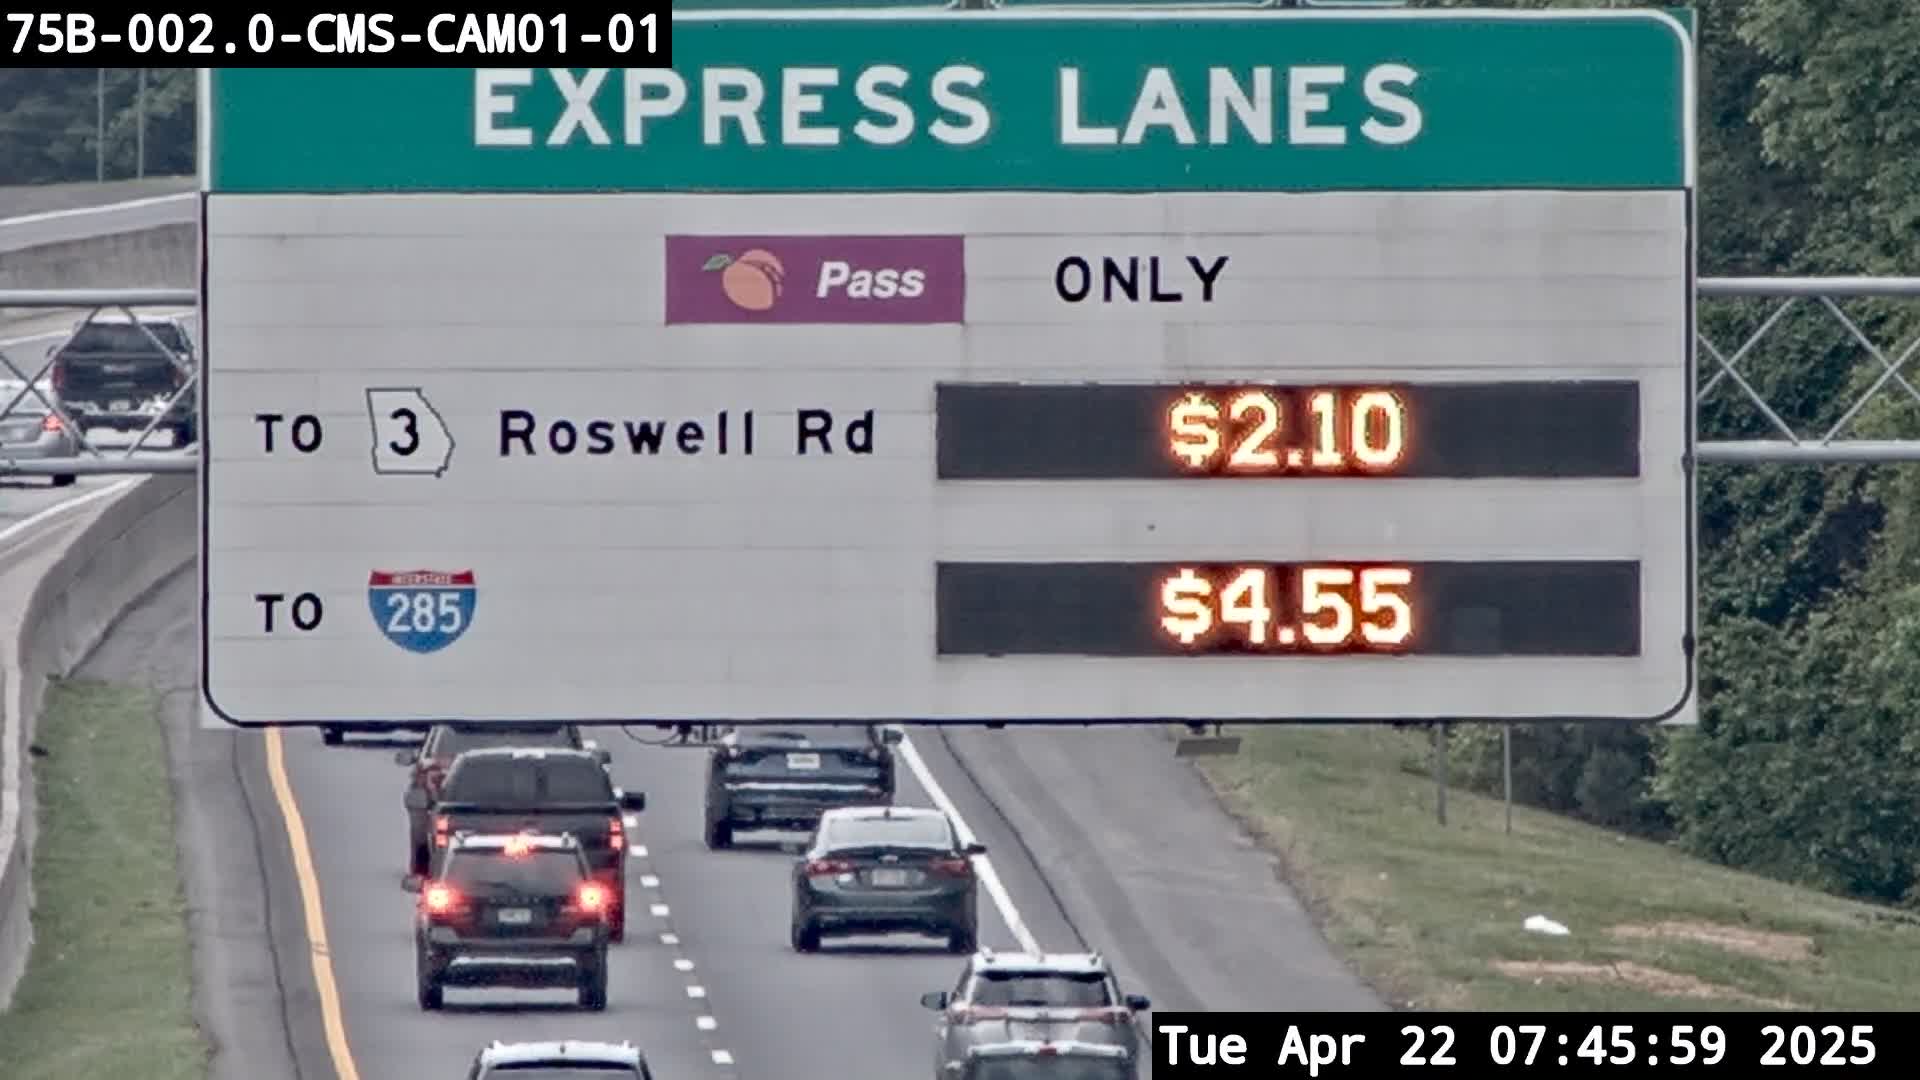 75B-002.0-CMS-CAM01-01
EXPRESS LANES
Pass ONLY
TO 3 Roswell Rd $2.10
TO INTERSTATE 285 $4.55
Tue Apr 22 07:45:59 2025